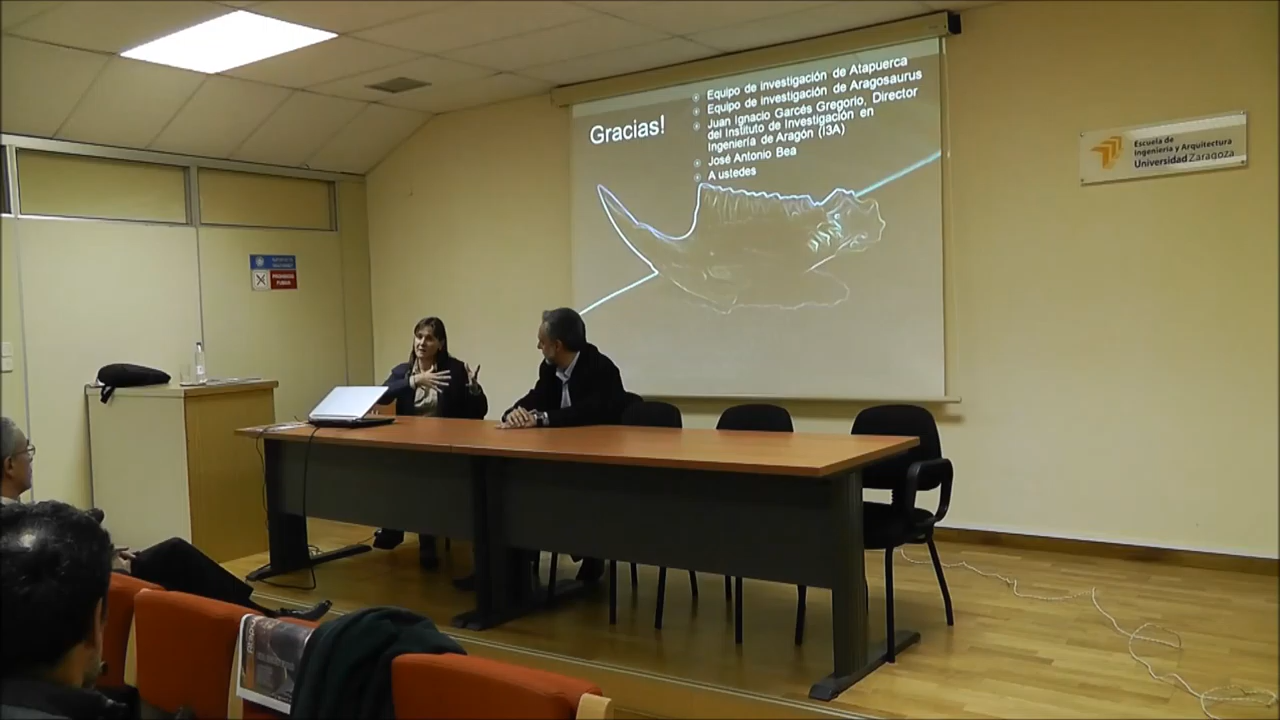 Gracias!
Equipo de investigación de Atapuerca
Equipo de investigación de Aragosaurus
Juan Ignacio Garcés Gregorio, Director
del Instituto de Investigación en
Ingeniería de Aragón (I3A)
José Antonio Bea
A ustedes
Escuela de
Ingeniería y Arquitectura
Universidad Zaragoza
PROHIBIDO
FUMAR